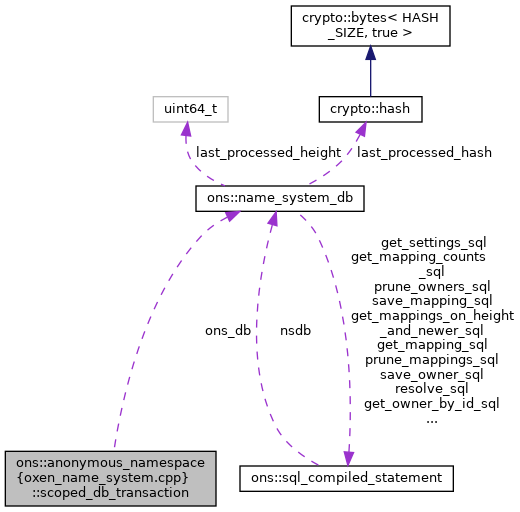 crypto::bytes< HASH
_SIZE, true >
uint64_t
crypto::hash
last_processed_height
last_processed_hash
ons::name_system_db
get_settings_sql
get_mapping_counts
_sql
prune_owners_sql
save_mapping_sql
get_mappings_on_height
_and_newer_sql
get_mapping_sql
prune_mappings_sql
save_owner_sql
resolve_sql
get_owner_by_id_sql
...
ons_db
nsdb
ons::anonymous_namespace
{oxen_name_system.cpp}
::scoped_db_transaction
ons::sql_compiled_statement